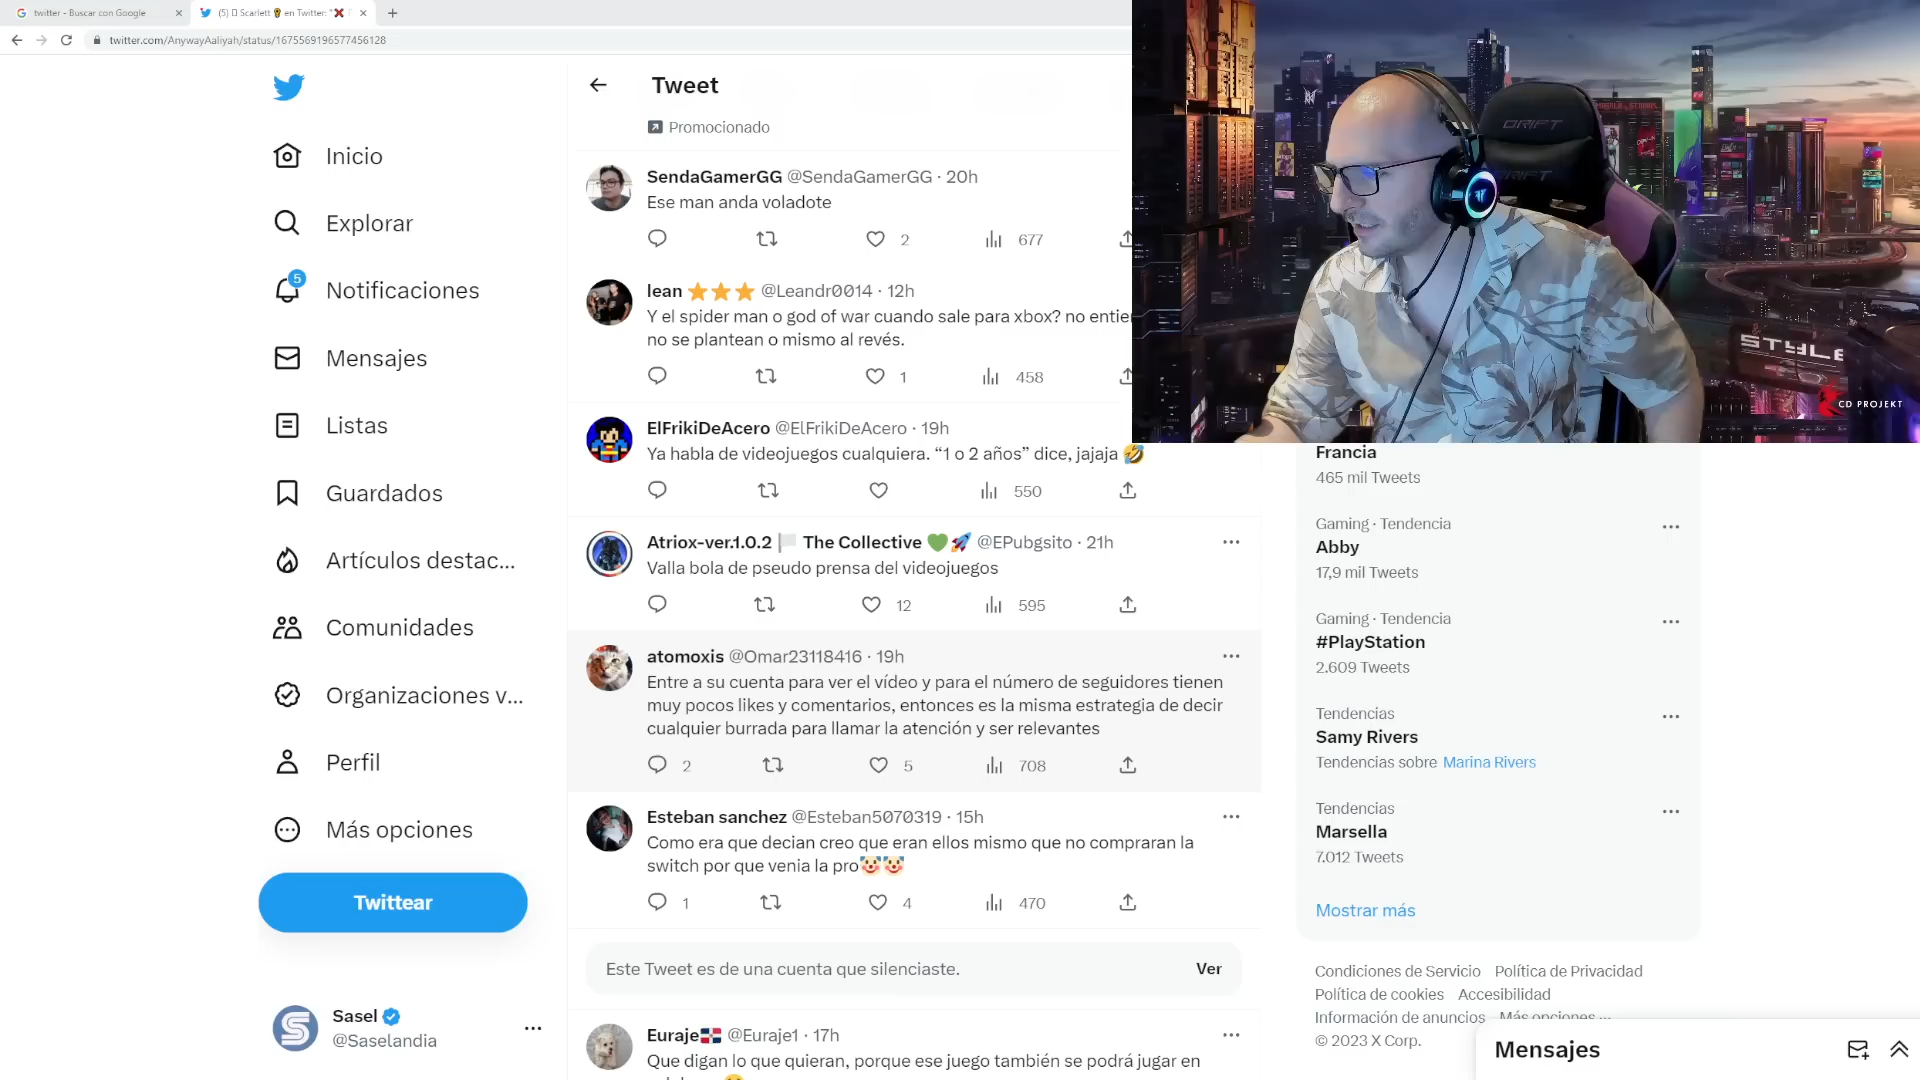 twitter - Buscar con Google
(5) Scarlett en Twitter: "
twitter.com/AnywayAaliyah/status/1675569196577456128
Tweet
Promocionado
Inicio
Explorar
5
Notificaciones
Mensajes
Listas
Guardados
Artículos destac...
Comunidades
Organizaciones v...
Perfil
Más opciones
Twittear
Sasel
@Saselandia
SendaGamerGG @SendaGamerGG · 20h
Ese man anda voladote
2 677
lean ⭐⭐⭐ @Leandr0014 · 12h
Y el spider man o god of war cuando sale para xbox? no entien
no se plantean o mismo al revés.
1 458
ElFrikiDeAcero @ElFrikiDeAcero · 19h
Ya habla de videojuegos cualquiera. “1 o 2 años” dice, jajaja 🤣
550
Atriox-ver.1.0.2 🏳️ The Collective 💚🚀 @EPubgsito · 21h
Valla bola de pseudo prensa del videojuegos
12 595
atomoxis @Omar23118416 · 19h
Entre a su cuenta para ver el vídeo y para el número de seguidores tienen
muy pocos likes y comentarios, entonces es la misma estrategia de decir
cualquier burrada para llamar la atención y ser relevantes
2 5 708
Esteban sanchez @Esteban5070319 · 15h
Como era que decian creo que eran ellos mismo que no compraran la
switch por que venia la pro🤡🤡
1 4 470
Este Tweet es de una cuenta que silenciaste.
Ver
Euraje🇩🇴 @Euraje1 · 17h
Que digan lo que quieran, porque ese juego también se podrá jugar en
DRIFT
DRIFT
STYLE
CD PROJEKT
Francia
465 mil Tweets
Gaming · Tendencia
Abby
17,9 mil Tweets
Gaming · Tendencia
#PlayStation
2.609 Tweets
Tendencias
Samy Rivers
Tendencias sobre Marina Rivers
Tendencias
Marsella
7.012 Tweets
Mostrar más
Condiciones de Servicio Política de Privacidad
Política de cookies Accesibilidad
Información de anuncios Más opciones ...
© 2023 X Corp.
Mensajes